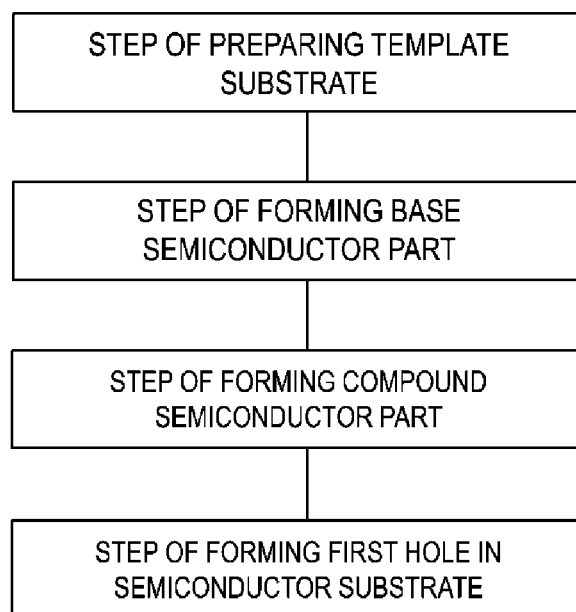 STEP OF PREPARING TEMPLATE
SUBSTRATE
STEP OF FORMING BASE
SEMICONDUCTOR PART
STEP OF FORMING COMPOUND
SEMICONDUCTOR PART
STEP OF FORMING FIRST HOLE IN
SEMICONDUCTOR SUBSTRATE